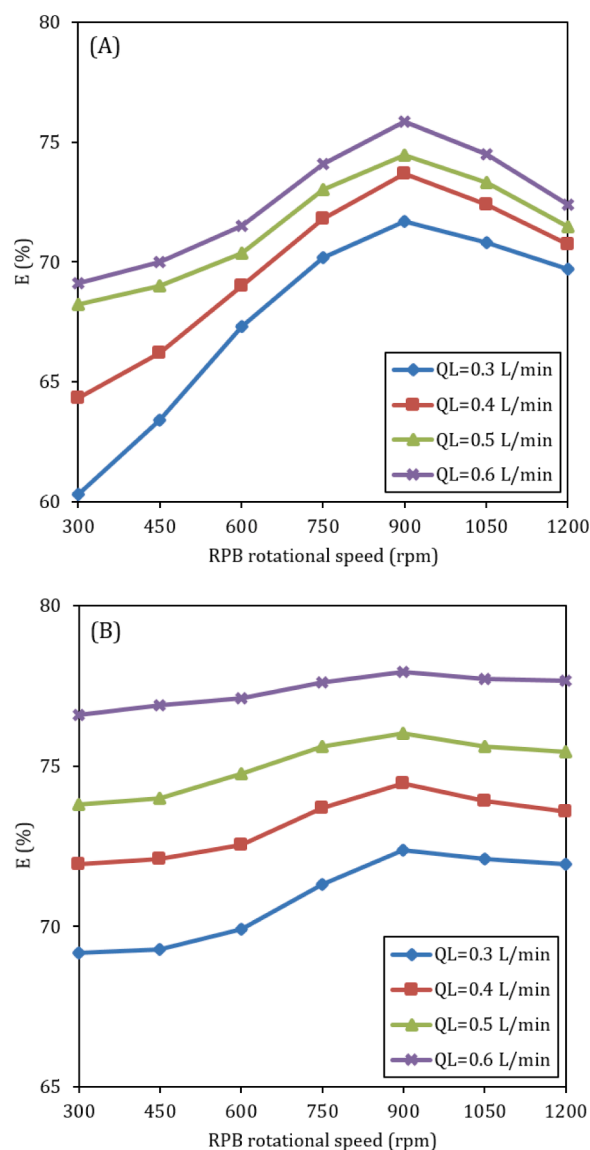 (A)
80
75
70
65
60
E (%)
QL=0.3 L/min
QL=0.4 L/min
QL=0.5 L/min
QL=0.6 L/min
300 450 600 750 900 1050 1200
RPB rotational speed (rpm)
(B)
80
75
70
65
E (%)
QL=0.3 L/min
QL=0.4 L/min
QL=0.5 L/min
QL=0.6 L/min
300 450 600 750 900 1050 1200
RPB rotational speed (rpm)